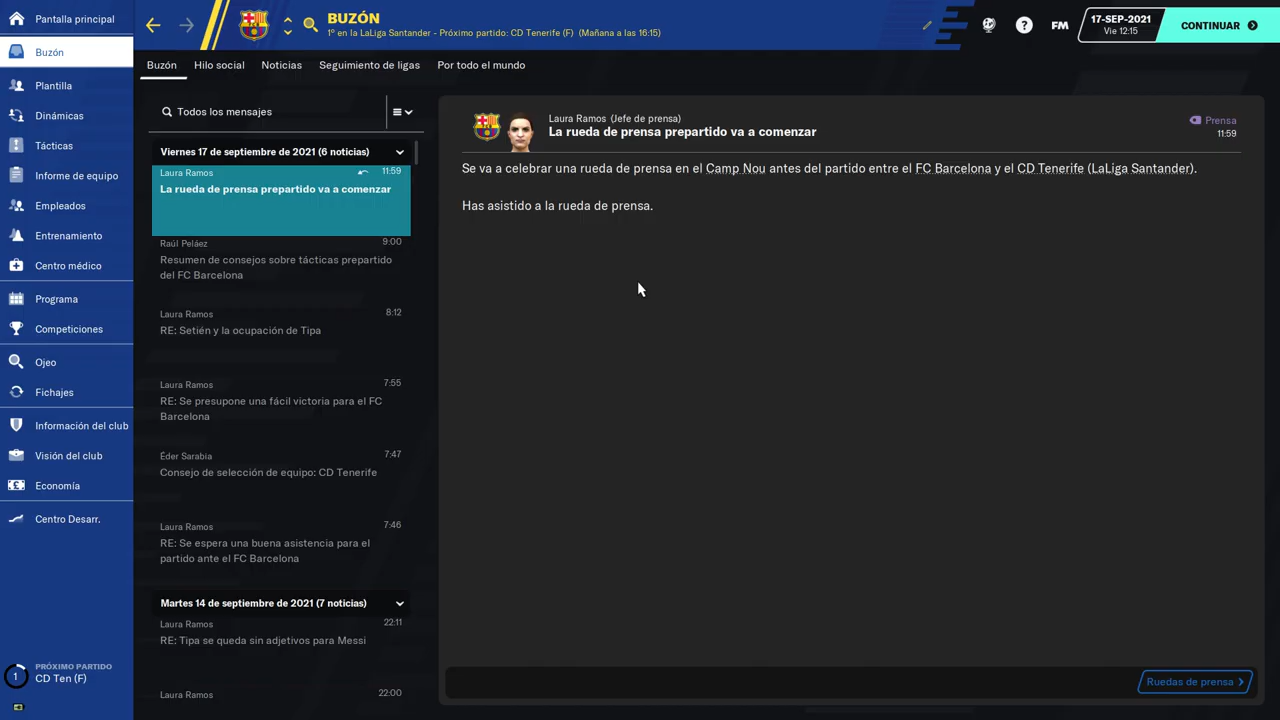 Pantalla principal
Buzón
Plantilla
Dinámicas
Tácticas
Informe de equipo
Empleados
Entrenamiento
Centro médico
Programa
Competiciones
Ojeo
Fichajes
Información del club
Visión del club
Economía
Centro Desarr.
1
PRÓXIMO PARTIDO
CD Ten (F)
BUZÓN
1º en la LaLiga Santander - Próximo partido: CD Tenerife (F) (Mañana a las 16:15)
?
FM
17-SEP-2021
Vie 12:15
CONTINUAR
Buzón
Hilo social
Noticias
Seguimiento de ligas
Por todo el mundo
Todos los mensajes
Viernes 17 de septiembre de 2021 (6 noticias)
Laura Ramos 11:59
La rueda de prensa prepartido va a comenzar
Raúl Peláez 9:00
Resumen de consejos sobre tácticas prepartido
del FC Barcelona
Laura Ramos 8:12
RE: Setién y la ocupación de Tipa
Laura Ramos 7:55
RE: Se presupone una fácil victoria para el FC
Barcelona
Éder Sarabia 7:47
Consejo de selección de equipo: CD Tenerife
Laura Ramos 7:46
RE: Se espera una buena asistencia para el
partido ante el FC Barcelona
Martes 14 de septiembre de 2021 (7 noticias)
Laura Ramos 22:11
RE: Tipa se queda sin adjetivos para Messi
Laura Ramos 22:00
Laura Ramos (Jefe de prensa)
La rueda de prensa prepartido va a comenzar
Prensa
11:59
Se va a celebrar una rueda de prensa en el Camp Nou antes del partido entre el FC Barcelona y el CD Tenerife (LaLiga Santander).
Has asistido a la rueda de prensa.
Ruedas de prensa